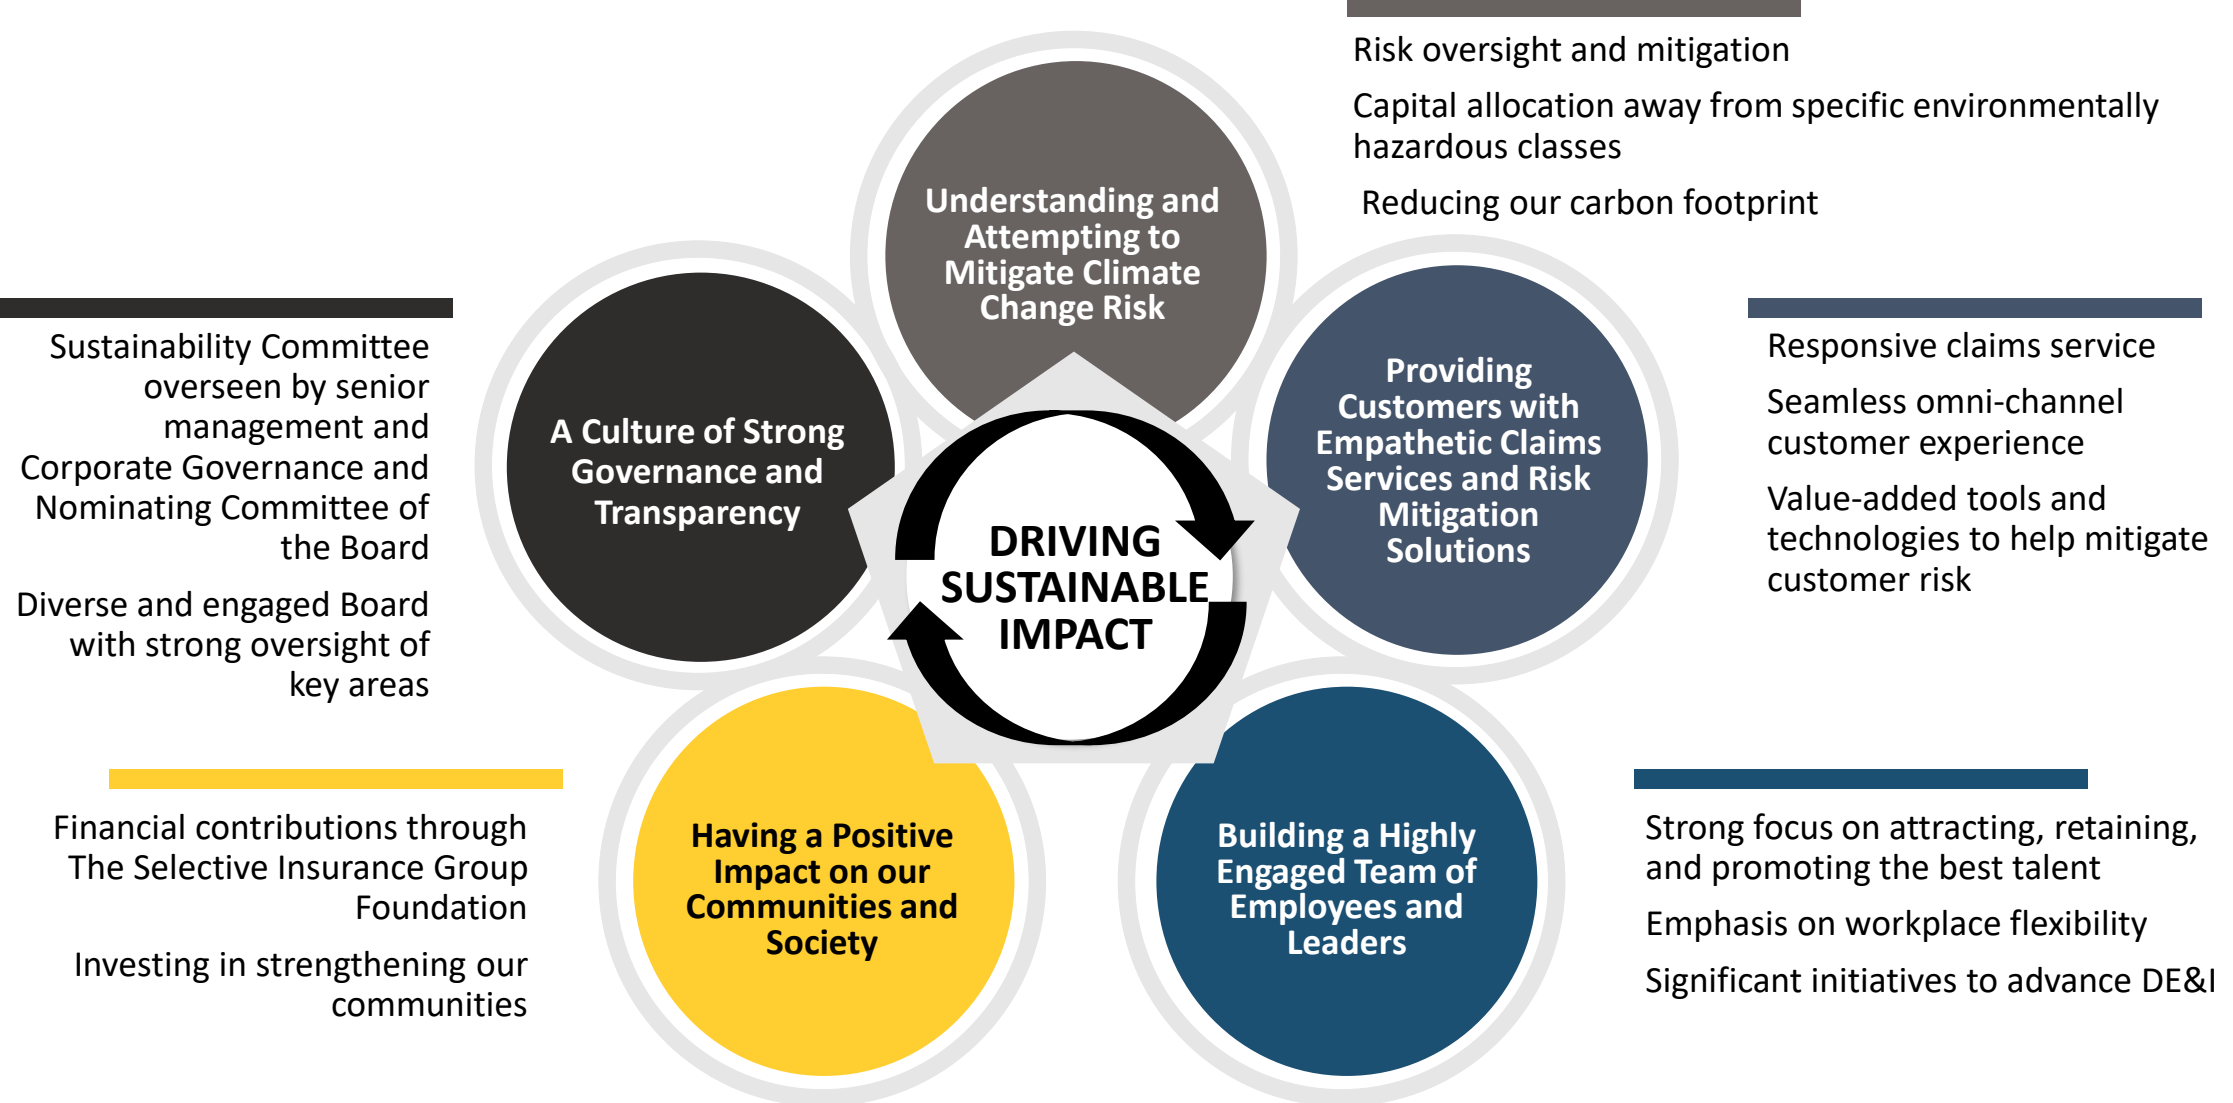 Risk oversight and mitigation
Capital allocation away from specific environmentally
hazardous classes
Reducing our carbon footprint
Understanding and
Attempting to
Mitigate Climate
Change Risk
Sustainability Committee
overseen by senior
management and
Corporate Governance and
Nominating Committee of
the Board
Diverse and engaged Board
with strong oversight of
key areas
A Culture of Strong
Governance and
Transparency
Providing
Customers with
Empathetic Claims
Services and Risk
Mitigation
Solutions
Responsive claims service
Seamless omni-channel
customer experience
Value-added tools and
technologies to help mitigate
customer risk
DRIVING
SUSTAINABLE
IMPACT
Financial contributions through
The Selective Insurance Group
Foundation
Investing in strengthening our
communities
Having a Positive
Impact on our
Communities and
Society
Building a Highly
Engaged Team of
Employees and
Leaders
Strong focus on attracting, retaining,
and promoting the best talent
Emphasis on workplace flexibility
Significant initiatives to advance DE&I